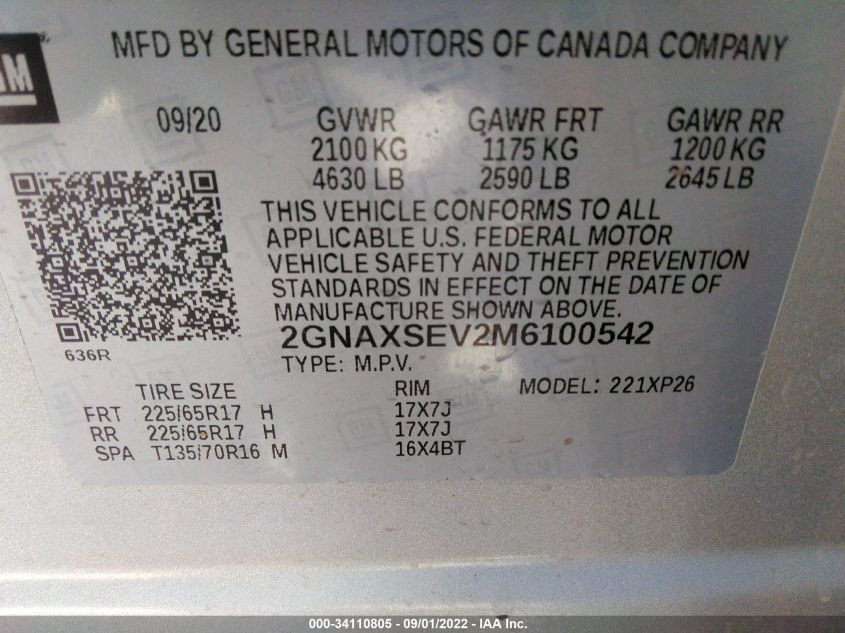 MFD BY GENERAL MOTORS OF CANADA COMPANY
GM
09/20 GVWR GAWR FRT GAWR RR
2100 KG 1175 KG 1200 KG
4630 LB 2590 LB 2645 LB
THIS VEHICLE CONFORMS TO ALL
APPLICABLE U.S. FEDERAL MOTOR
VEHICLE SAFETY AND THEFT PREVENTION
STANDARDS IN EFFECT ON THE DATE OF
MANUFACTURE SHOWN ABOVE.
2GNAXSEV2M6100542
636R
TYPE: M.P.V.
TIRE SIZE RIM MODEL: 221XP26
FRT 225/65R17 H 17X7J
RR 225/65R17 H 17X7J
SPA T135/70R16 M 16X4BT
000-34110805 - 09/01/2022 - IAA Inc.